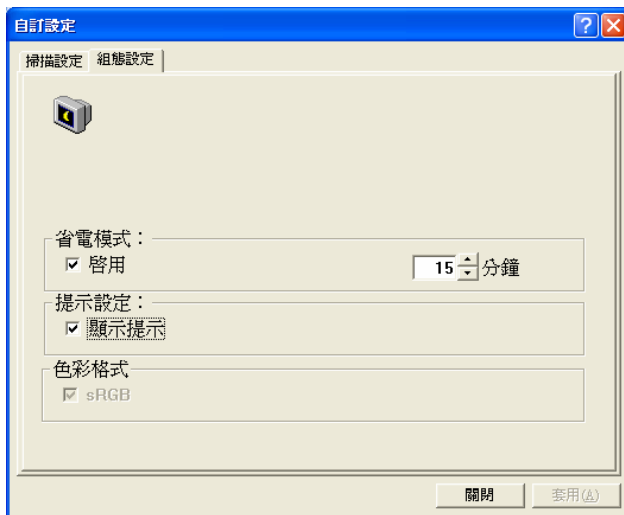 自訂設定
掃描設定 組態設定
省電模式：
啓用 15 分鐘
提示設定：
顯示提示
色彩格式
sRGB
關閉 套用(A)